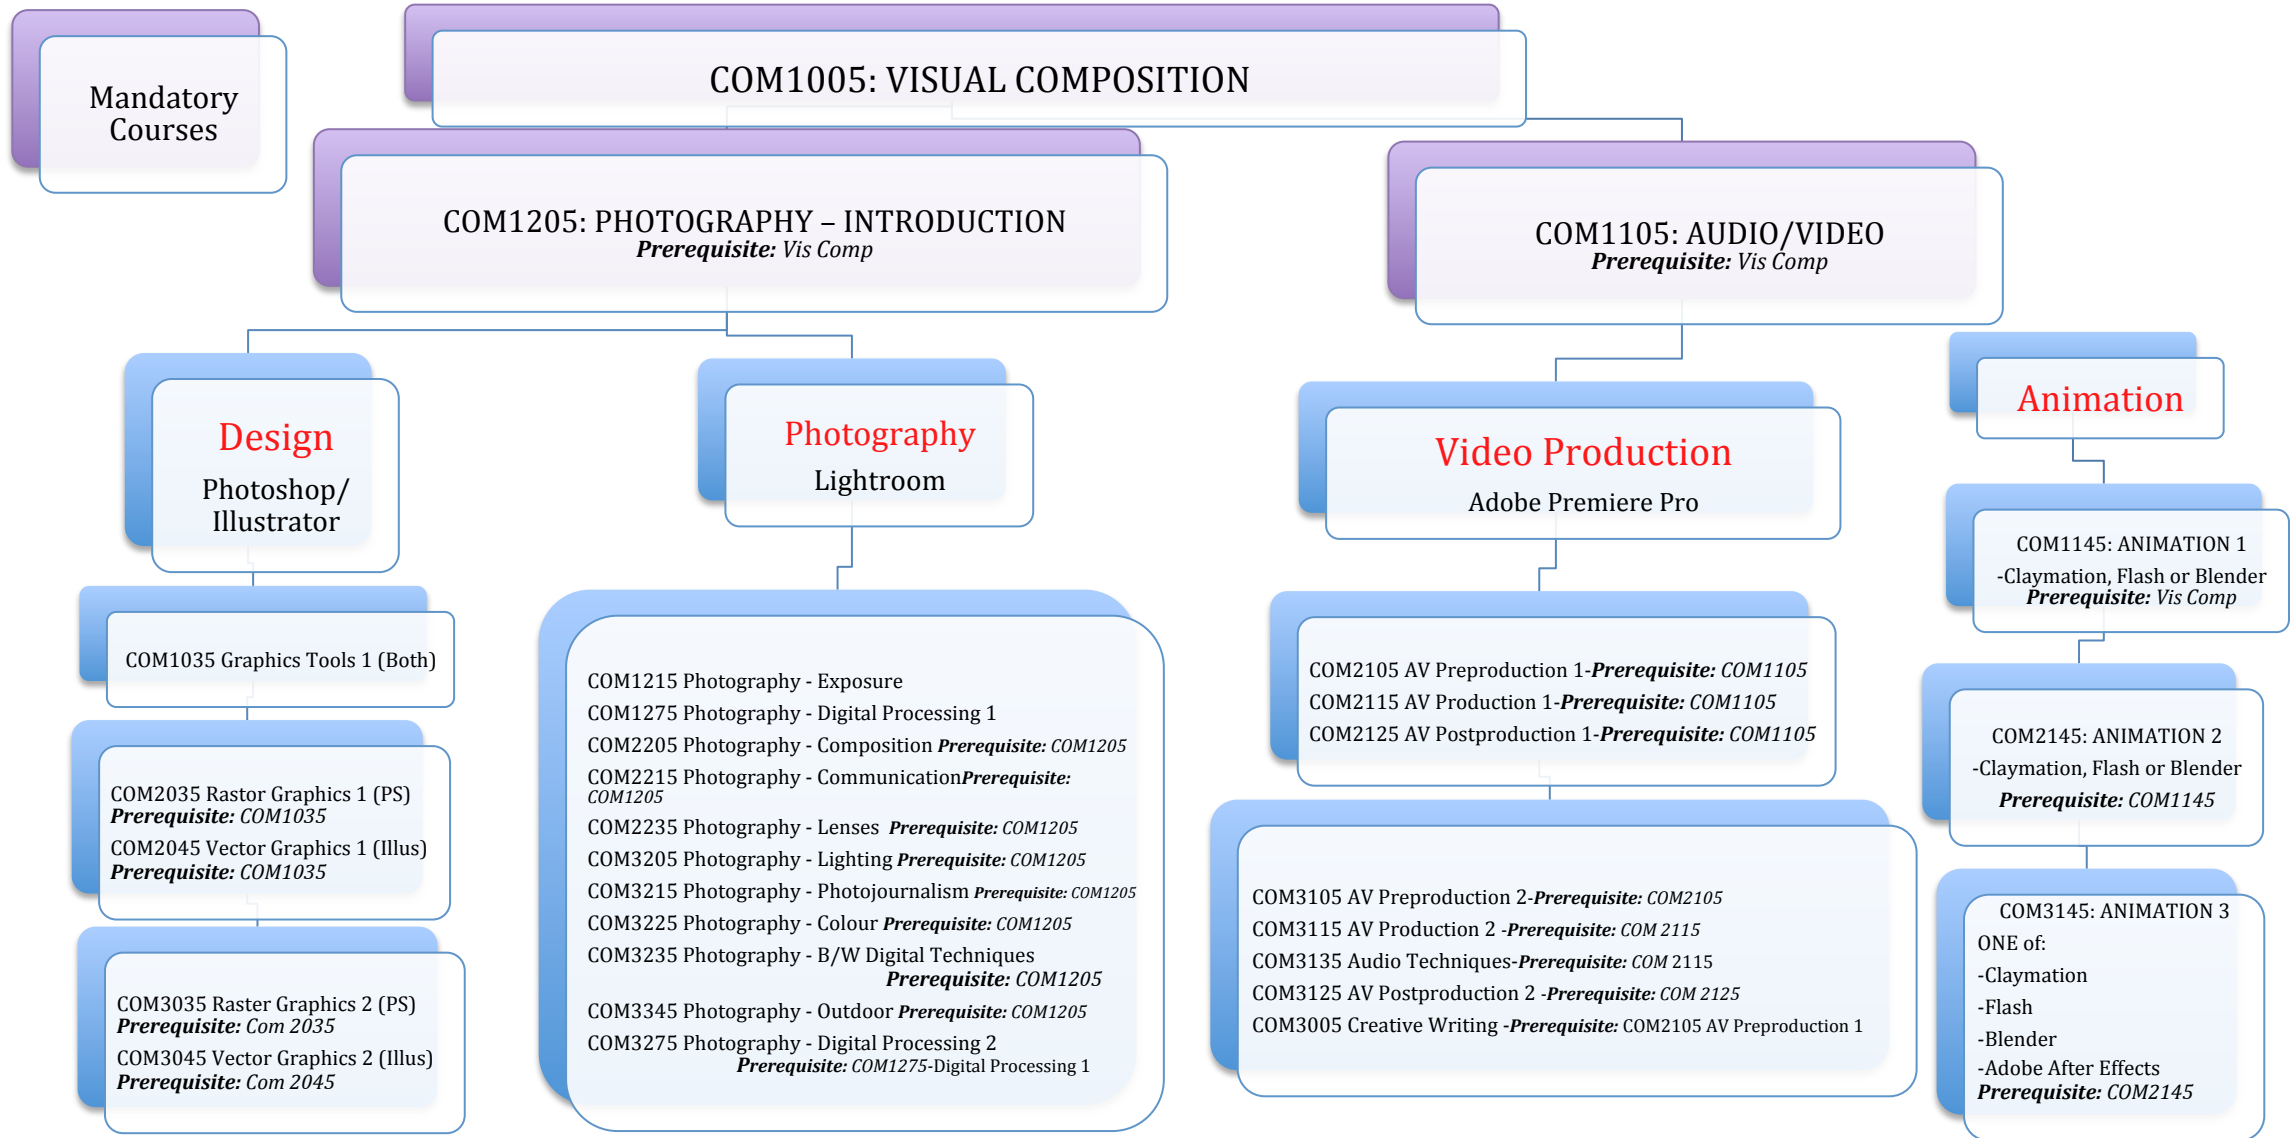 Mandatory
Courses
COM1005: VISUAL COMPOSITION
COM1205: PHOTOGRAPHY – INTRODUCTION
Prerequisite: Vis Comp
COM1105: AUDIO/VIDEO
Prerequisite: Vis Comp
Design
Photoshop/
Illustrator
COM1035 Graphics Tools 1 (Both)
COM2035 Rastor Graphics 1 (PS)
Prerequisite: COM1035
COM2045 Vector Graphics 1 (Illus)
Prerequisite: COM1035
COM3035 Raster Graphics 2 (PS)
Prerequisite: Com 2035
COM3045 Vector Graphics 2 (Illus)
Prerequisite: Com 2045
Photography
Lightroom
COM1215 Photography - Exposure
COM1275 Photography - Digital Processing 1
COM2205 Photography - Composition Prerequisite: COM1205
COM2215 Photography - CommunicationPrerequisite:
COM1205
COM2235 Photography - Lenses Prerequisite: COM1205
COM3205 Photography - Lighting Prerequisite: COM1205
COM3215 Photography - Photojournalism Prerequisite: COM1205
COM3225 Photography - Colour Prerequisite: COM1205
COM3235 Photography - B/W Digital Techniques
Prerequisite: COM1205
COM3345 Photography - Outdoor Prerequisite: COM1205
COM3275 Photography - Digital Processing 2
Prerequisite: COM1275-Digital Processing 1
Video Production
Adobe Premiere Pro
COM2105 AV Preproduction 1-Prerequisite: COM1105
COM2115 AV Production 1-Prerequisite: COM1105
COM2125 AV Postproduction 1-Prerequisite: COM1105
COM3105 AV Preproduction 2-Prerequisite: COM2105
COM3115 AV Production 2 -Prerequisite: COM 2115
COM3135 Audio Techniques-Prerequisite: COM 2115
COM3125 AV Postproduction 2 -Prerequisite: COM 2125
COM3005 Creative Writing -Prerequisite: COM2105 AV Preproduction 1
Animation
COM1145: ANIMATION 1
-Claymation, Flash or Blender
Prerequisite: Vis Comp
COM2145: ANIMATION 2
-Claymation, Flash or Blender
Prerequisite: COM1145
COM3145: ANIMATION 3
ONE of:
-Claymation
-Flash
-Blender
-Adobe After Effects
Prerequisite: COM2145